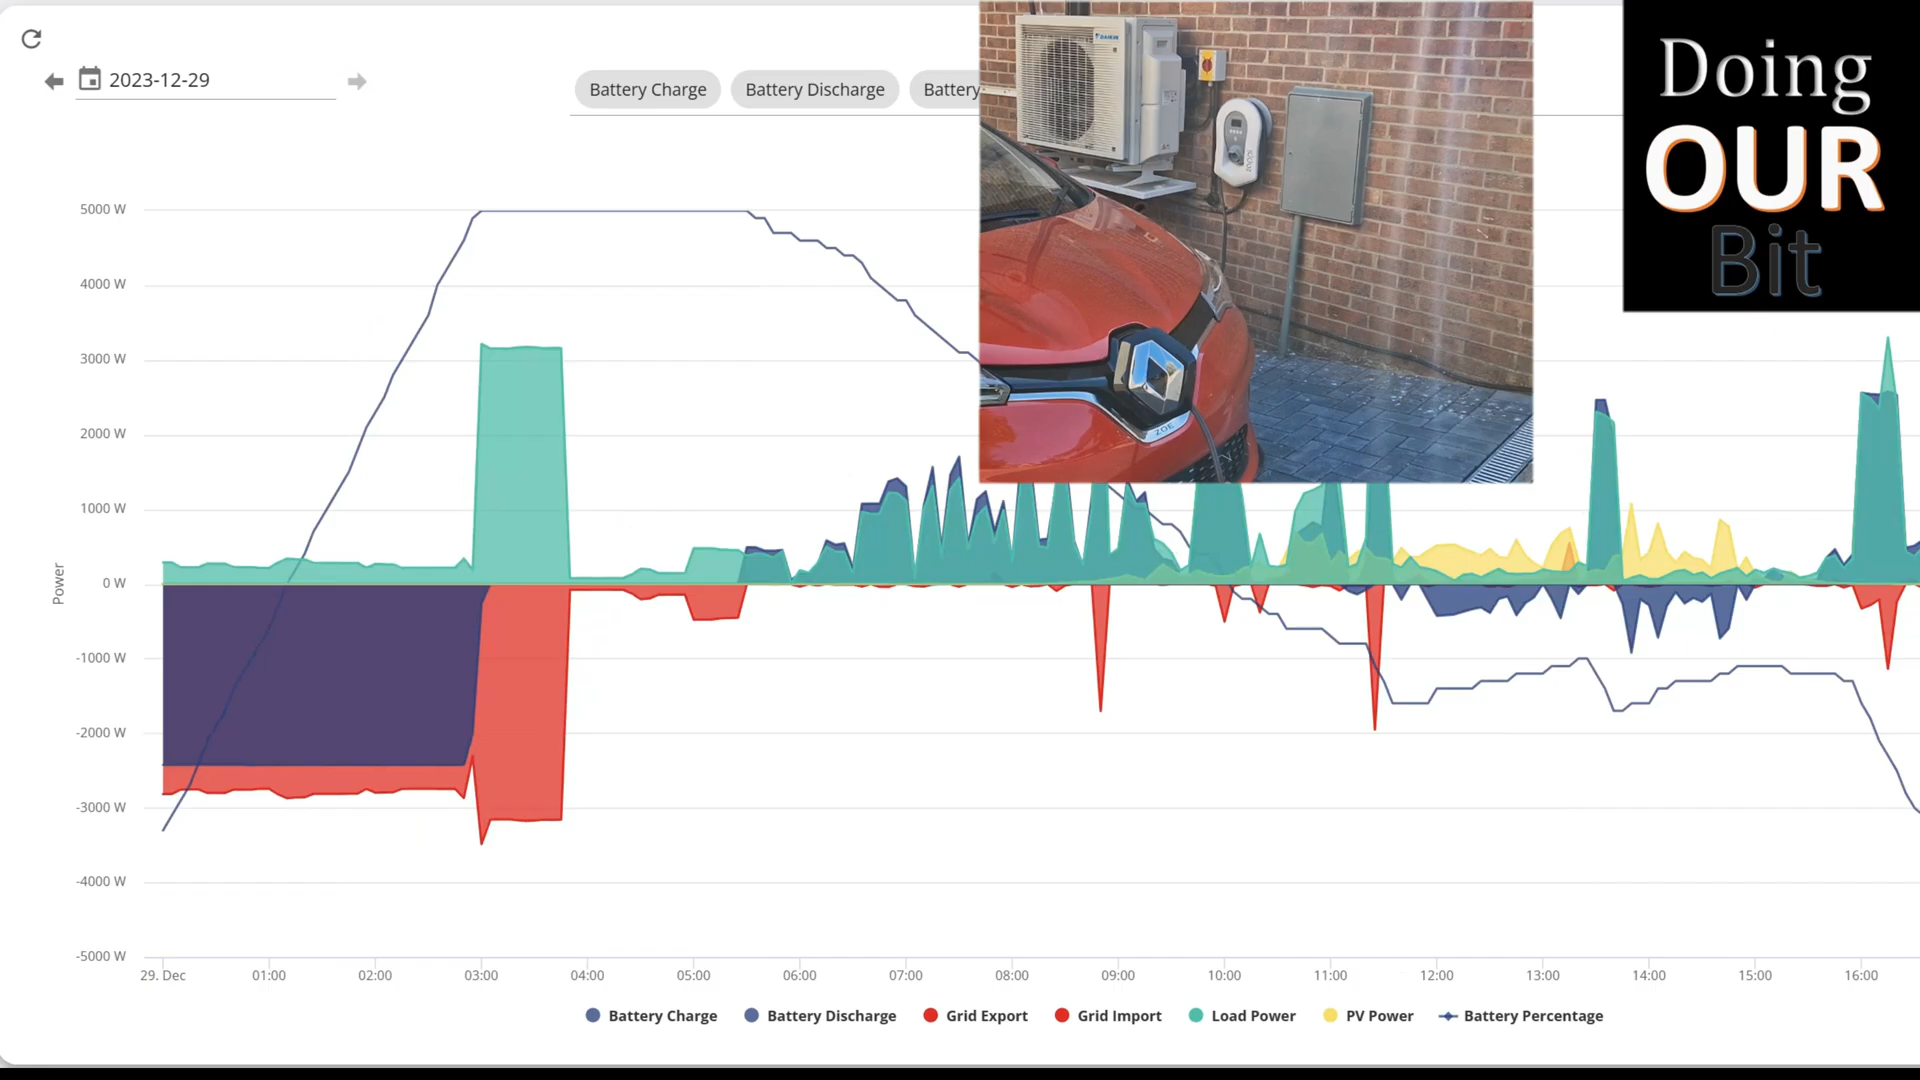 2023-12-29
Battery Charge
Battery Discharge
Battery
DAIKIN
ZOE
Doing
OUR
Bit
5000 W
4000 W
3000 W
2000 W
1000 W
0 W
-1000 W
-2000 W
-3000 W
-4000 W
-5000 W
Power
29. Dec 01:00 02:00 03:00 04:00 05:00 06:00 07:00 08:00 09:00 10:00 11:00 12:00 13:00 14:00 15:00 16:00
Battery Charge Battery Discharge Grid Export Grid Import Load Power PV Power Battery Percentage